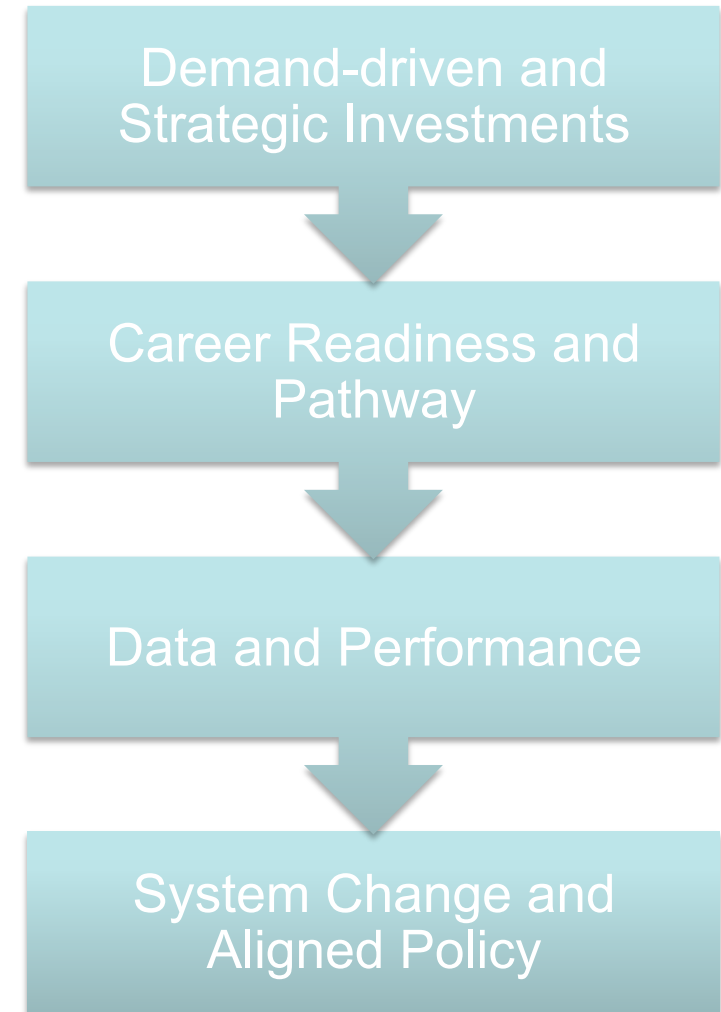 Demand-driven and
Strategic Investments
Career Readiness and
Pathway
Data and Performance
System Change and
Aligned Policy